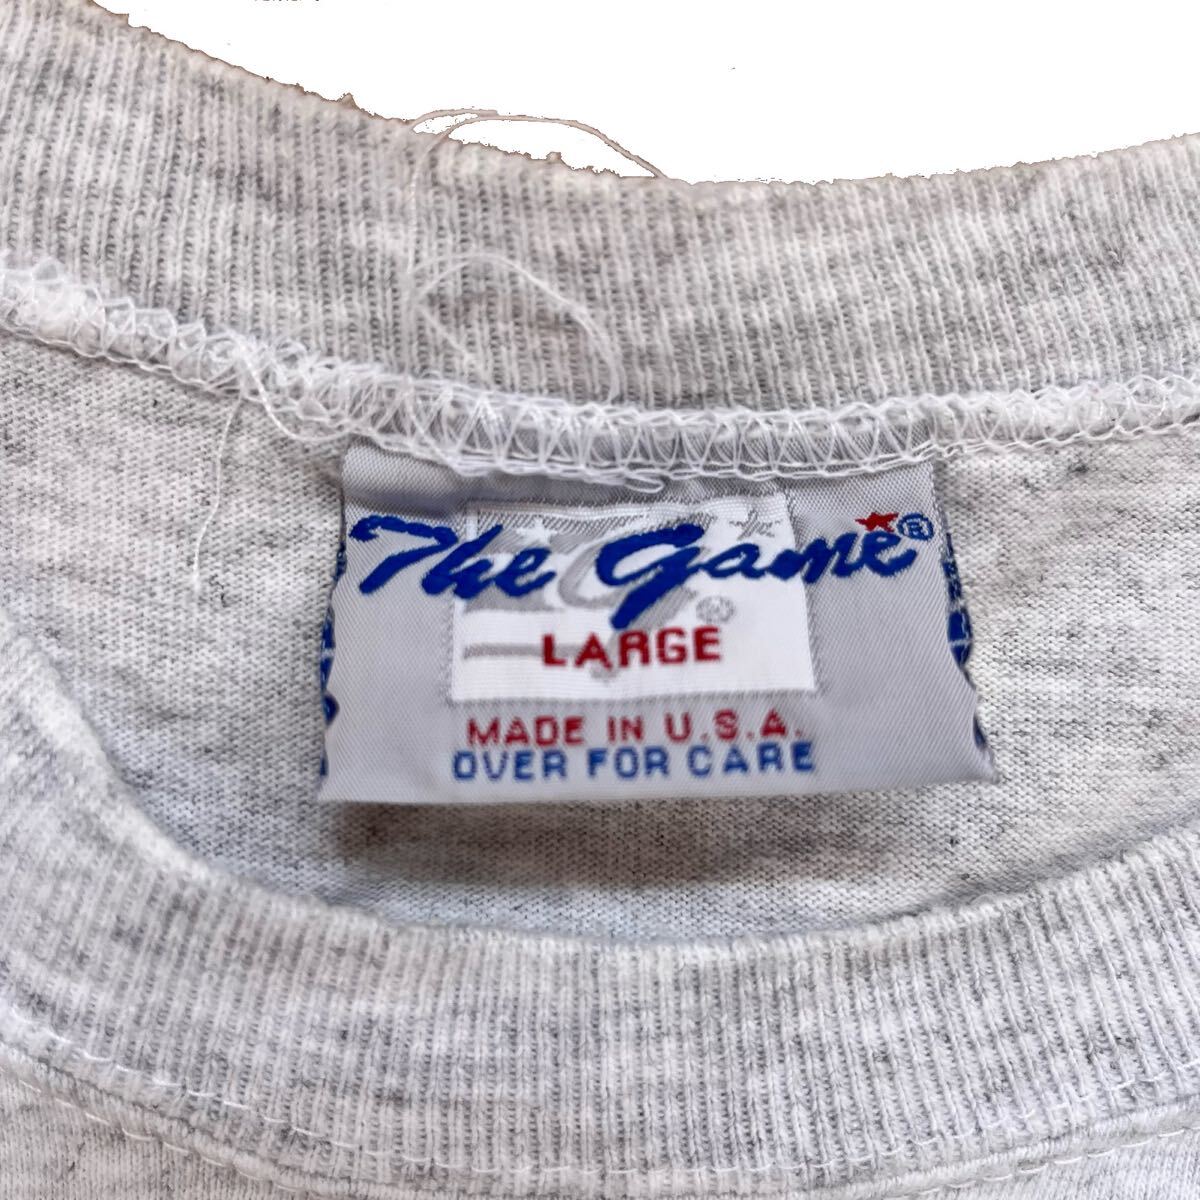 The Game®
LARGE
MADE IN U.S.A.
OVER FOR CARE